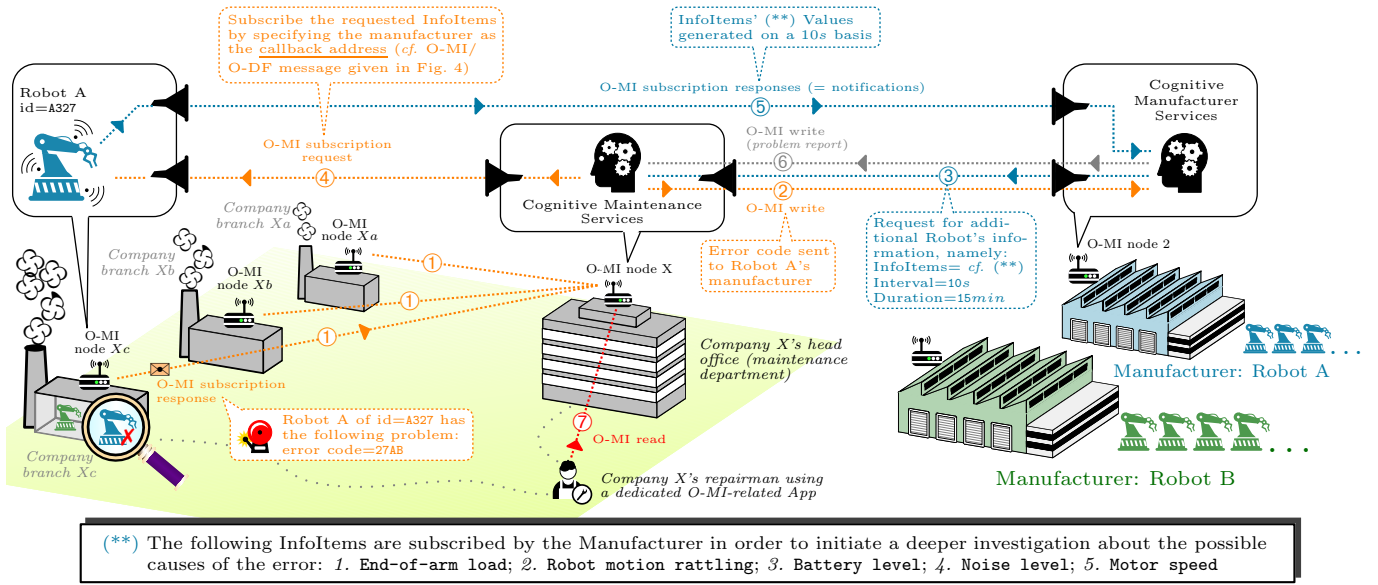 Subscribe the requested InfoItems
by specifying the manufacturer as
the callback address (cf. O-MI/
O-DF message given in Fig. 4)
InfoItems' (**) Values
generated on a 10s basis
Robot A
id=A327
O-MI subscription responses (= notifications)
5
Cognitive
Manufacturer
Services
O-MI subscription
request
4
O-MI write
(problem report)
6
3
2
O-MI write
Cognitive Maintenance
Services
Error code sent
to Robot A's
manufacturer
Request for addi-
tional Robot's info-
rmation, namely:
InfoItems= cf. (**)
Interval=10s
Duration=15min
Company
branch Xa
O-MI
node Xa
Company
branch Xb
O-MI
node Xb
O-MI
node Xc
1
1
1
O-MI node X
O-MI node 2
O-MI subscription
response
Company X's head
office (maintenance
department)
Manufacturer: Robot A
...
Robot A of id=A327 has
the following problem:
error code=27AB
7
O-MI read
Company
branch Xc
Company X's repairman using
a dedicated O-MI-related App
...
Manufacturer: Robot B
(**) The following InfoItems are subscribed by the Manufacturer in order to initiate a deeper investigation about the possible
causes of the error: 1. End-of-arm load; 2. Robot motion rattling; 3. Battery level; 4. Noise level; 5. Motor speed